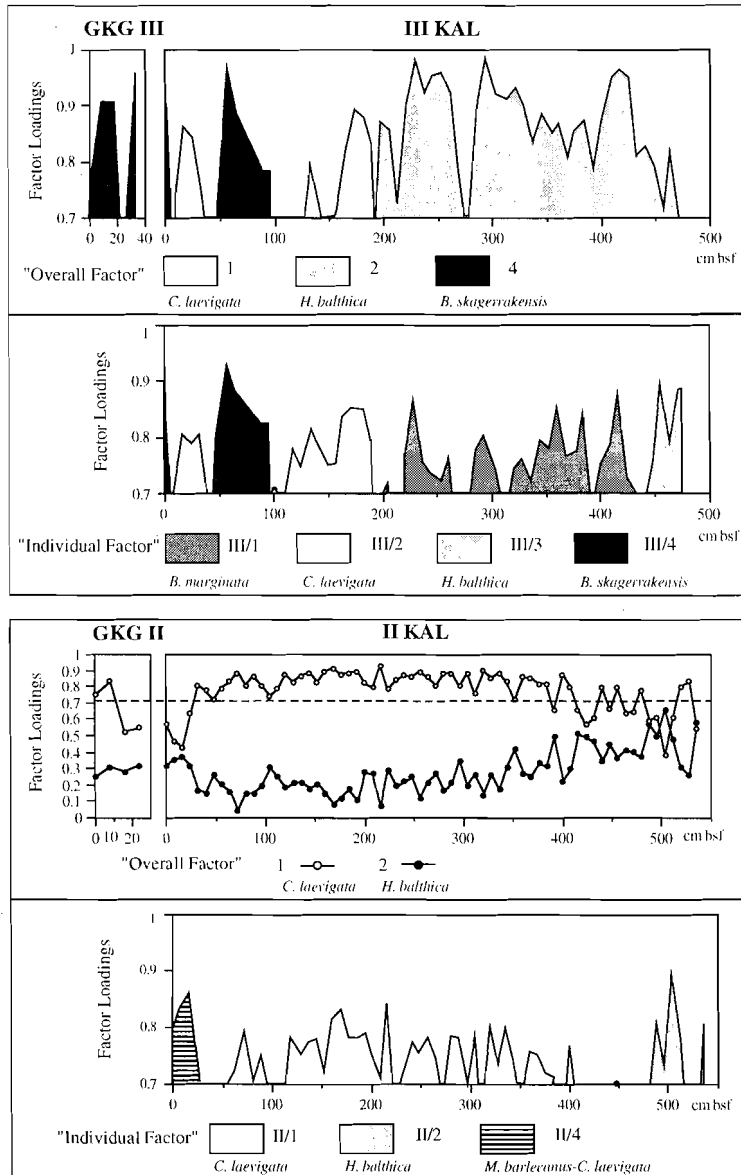 GKG III III KAL
1
0.9
0.8
0.7
Factor Loadings
0 20 40 0 100 200 300 400 500
cm bsf
"Overall Factor" 1 2 4
C. laevigata H. balthica B. skagerrakensis
1
0.9
0.8
0.7
Factor Loadings
0 100 200 300 400 500
cm bsf
"Individual Factor" III/1 III/2 III/3 III/4
B. marginata C. laevigata H. balthica B. skagerrakensis
GKG II II KAL
1
0.9
0.8
0.7
0.6
0.5
0.4
0.3
0.2
0.1
0
Factor Loadings
0 10 20 0 100 200 300 400 500
cm bsf
"Overall Factor" 1 2
C. laevigata H. balthica
1
0.9
0.8
0.7
Factor Loadings
0 100 200 300 400 500
cm bsf
"Individual Factor" II/1 II/2 II/4
C. laevigata H. balthica M. barleeanus-C. laevigata